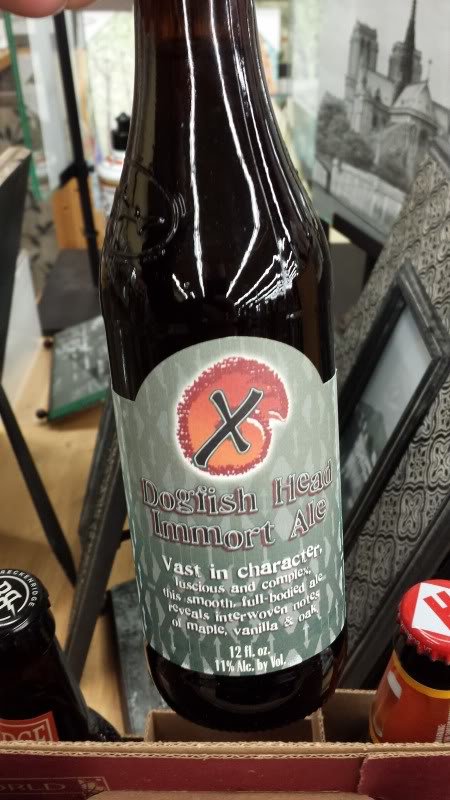 X
Dogfish Head
Immort Ale
Vast in character,
luscious and complex,
this smooth, full-bodied ale
reveals interwoven notes
of maple, vanilla & oak.
12 fl. oz.
11% Alc. by Vol.
BRECKENRIDGE